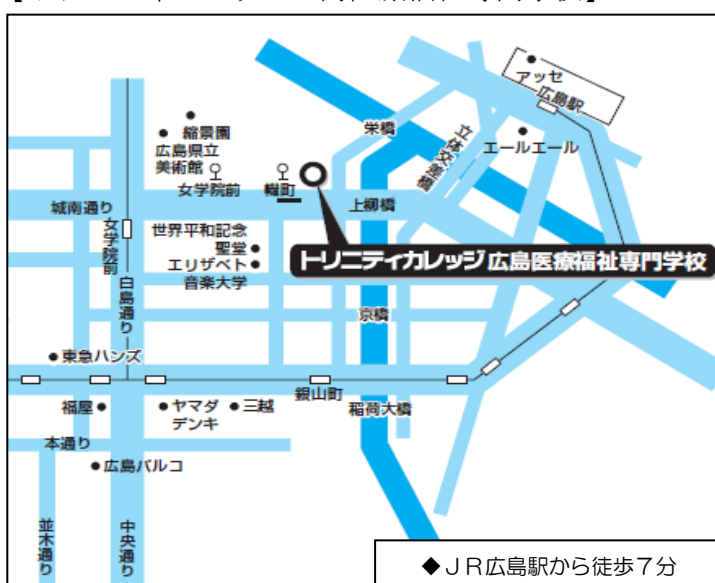 アッセ
広島駅
栄橋
立体交差橋
エールエール
縮景園
広島県立
美術館
女学院前
幟町
城南通り
上柳橋
女学院前
世界平和記念
聖堂
エリザベト
音楽大学
トリニティカレッジ広島医療福祉専門学校
白島通り
京橋
東急ハンズ
銀山町
稲荷大橋
福屋
ヤマダ
デンキ
三越
本通り
広島パルコ
並木通り
中央通り
◆JR広島駅から徒歩7分